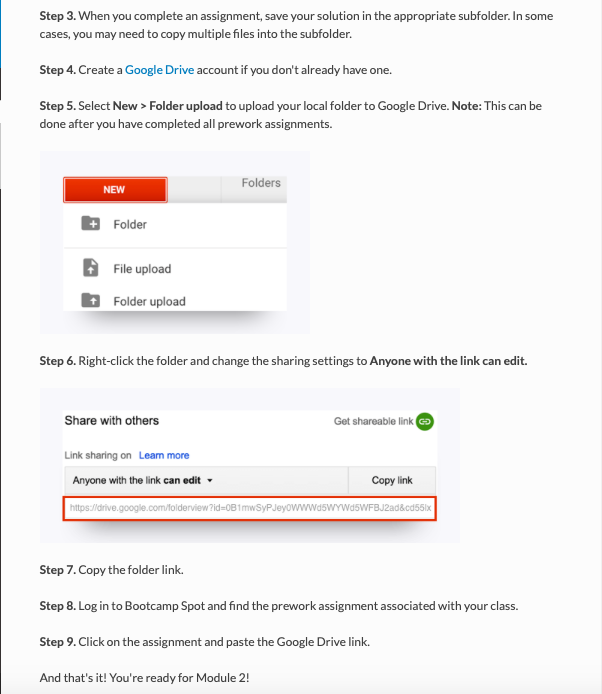 Step 3. When you complete an assignment, save your solution in the appropriate subfolder. In some
cases, you may need to copy multiple files into the subfolder.
Step 4. Create a Google Drive account if you don't already have one.
Step 5. Select New > Folder upload to upload your local folder to Google Drive. Note: This can be
done after you have completed all prework assignments.
NEW
Folders
Folder
File upload
Folder upload
Step 6. Right-click the folder and change the sharing settings to Anyone with the link can edit.
Share with others
Get shareable link
Link sharing on Learn more
Anyone with the link can edit
Copy link
https://drive.google.com/folderview?id=0B1mwSyPJey0WWWd5WYWd5WFBJ2ad&cd55lx
Step 7. Copy the folder link.
Step 8. Log in to Bootcamp Spot and find the prework assignment associated with your class.
Step 9. Click on the assignment and paste the Google Drive link.
And that's it! You're ready for Module 2!